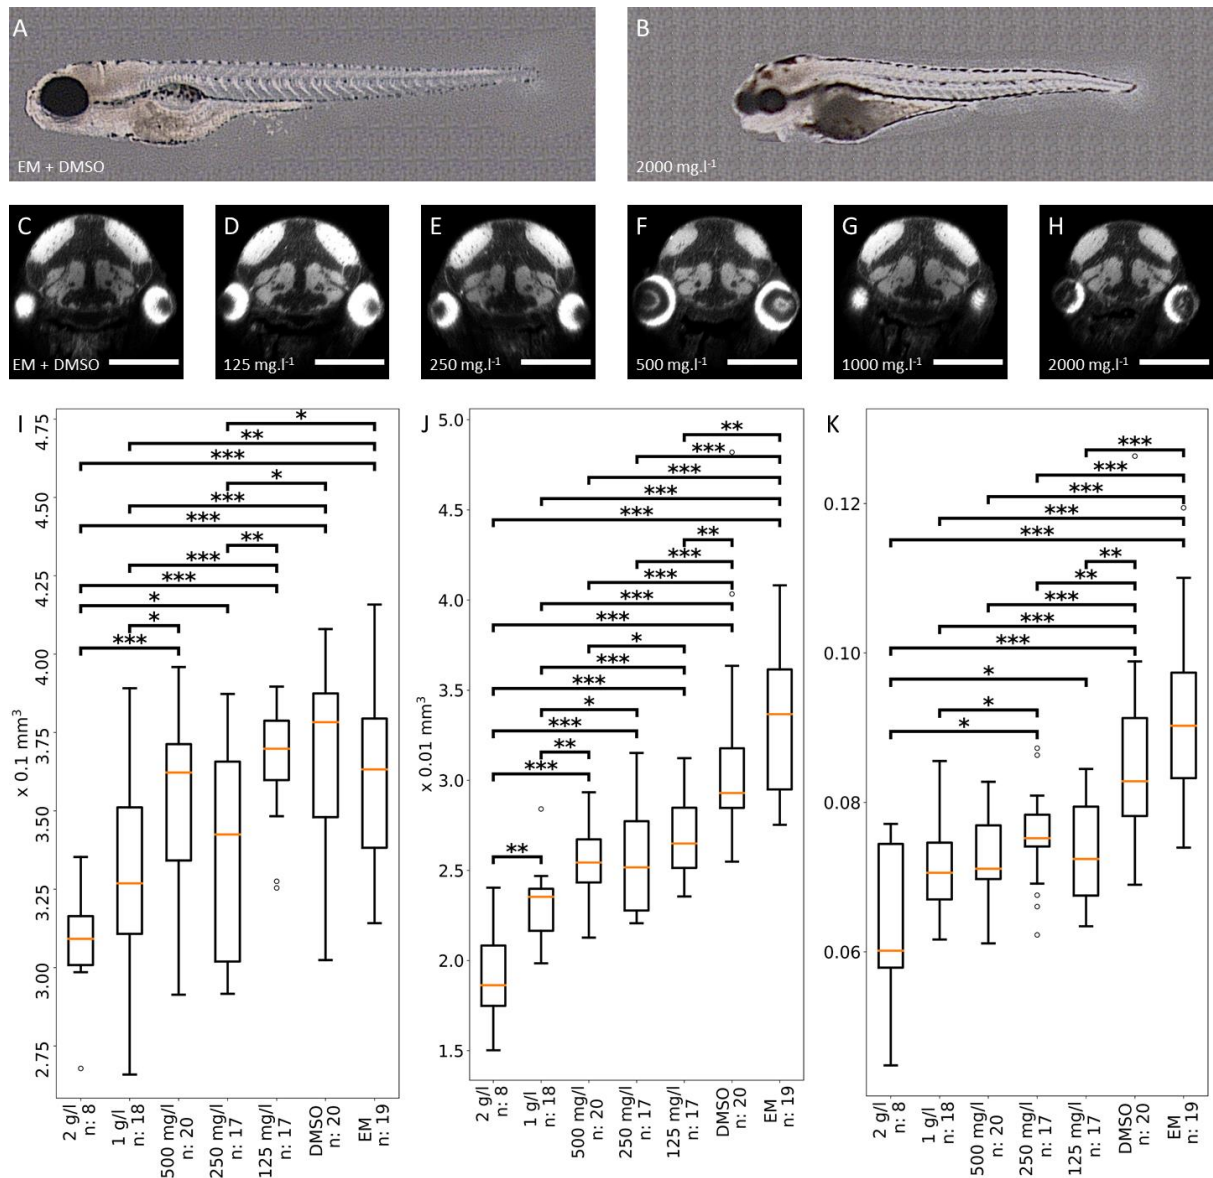 A
B
EM + DMSO
2000 mg.l⁻¹
C
D
E
F
G
H
EM + DMSO
125 mg.l⁻¹
250 mg.l⁻¹
500 mg.l⁻¹
1000 mg.l⁻¹
2000 mg.l⁻¹
I
x 0.1 mm³
4.75
4.50
4.25
4.00
3.75
3.50
3.25
3.00
2.75
*
**
***
*
***
***
**
***
***
*
*
***
2 g/l
n: 8
1 g/l
n: 18
500 mg/l
n: 20
250 mg/l
n: 17
125 mg/l
n: 17
DMSO
n: 20
EM
n: 19
J
x 0.01 mm³
5.0
4.5
4.0
3.5
3.0
2.5
2.0
1.5
**
***
***
***
***
**
***
***
***
***
*
***
***
*
***
**
***
**
2 g/l
n: 8
1 g/l
n: 18
500 mg/l
n: 20
250 mg/l
n: 17
125 mg/l
n: 17
DMSO
n: 20
EM
n: 19
K
0.12
0.10
0.08
0.06
***
***
***
***
***
**
**
***
***
***
*
*
*
2 g/l
n: 8
1 g/l
n: 18
500 mg/l
n: 20
250 mg/l
n: 17
125 mg/l
n: 17
DMSO
n: 20
EM
n: 19